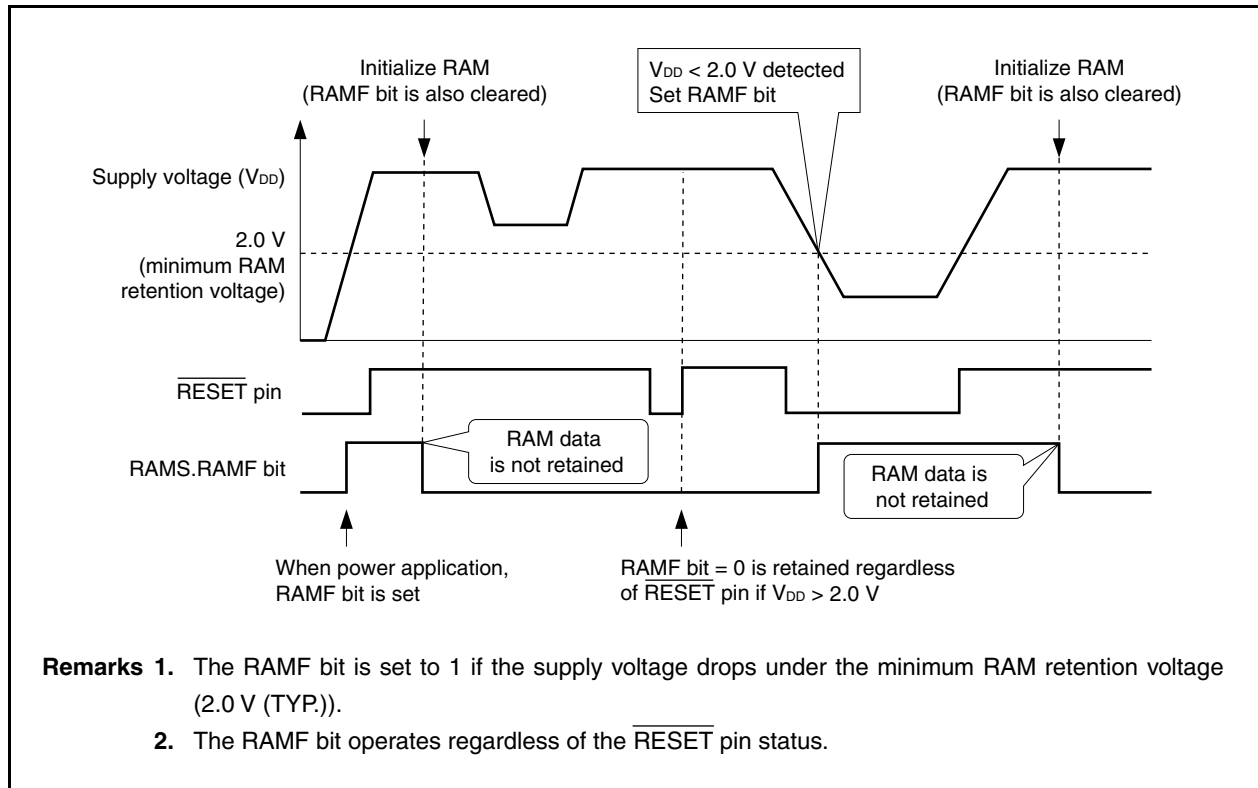 Initialize RAM
(RAMF bit is also cleared)
VDD < 2.0 V detected
Set RAMF bit
Initialize RAM
(RAMF bit is also cleared)
Supply voltage (VDD)
2.0 V
(minimum RAM
retention voltage)
RESET pin
RAM data
is not retained
RAMS.RAMF bit
RAM data is
not retained
When power application,
RAMF bit is set
RAMF bit = 0 is retained regardless
of RESET pin if VDD > 2.0 V
Remarks 1. The RAMF bit is set to 1 if the supply voltage drops under the minimum RAM retention voltage
(2.0 V (TYP.)).
2. The RAMF bit operates regardless of the RESET pin status.